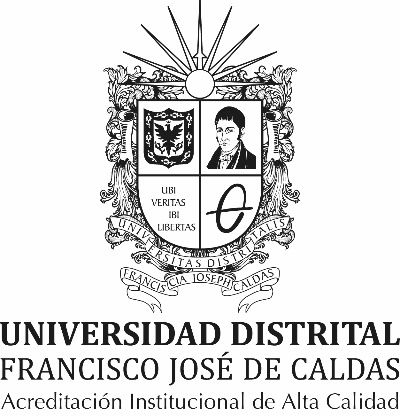 UBI
VERITAS
IBI
LIBERTAS
UNIVERSITAS DISTRITALIS
FRANCISCIA JOSEPH CALDAS
UNIVERSIDAD DISTRITAL
FRANCISCO JOSÉ DE CALDAS
Acreditación Institucional de Alta Calidad